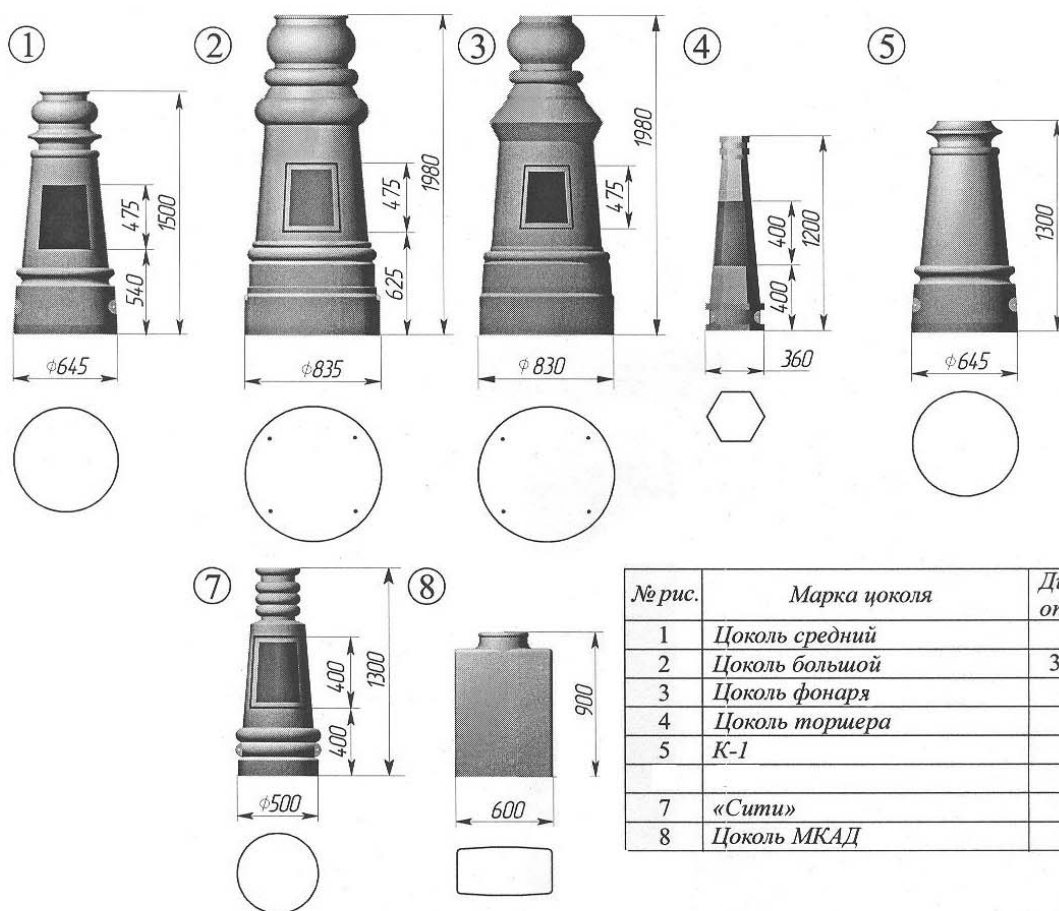 1
2
3
4
5
475
540
1500
ϕ645
475
625
1980
ϕ835
475
1980
ϕ 830
400
400
1200
360
1300
ϕ645
7
8
400
400
1300
ϕ500
900
600
№ рис. Марка цоколя
1 Цоколь средний
2 Цоколь большой 3
3 Цоколь фонаря
4 Цоколь торшера
5 К-1
7 «Сити»
8 Цоколь МКАД